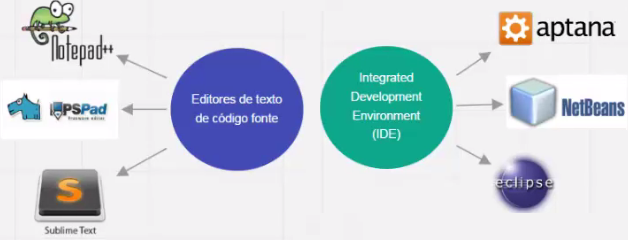 Notepad++
PSPad
freeware editor
Sublime Text
Editores de texto
de código fonte
Integrated
Development
Environment
(IDE)
aptana
NetBeans
eclipse